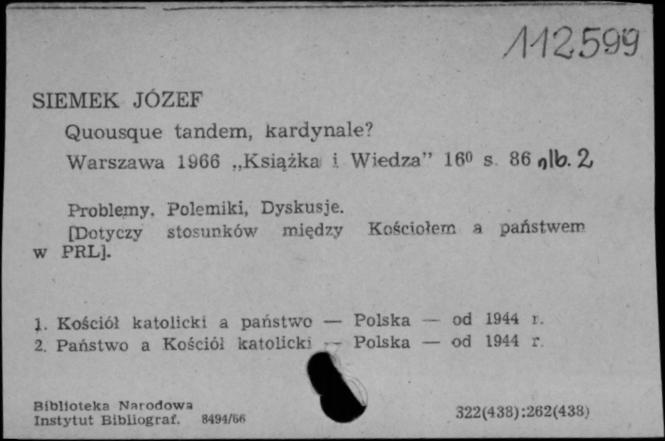 112599
SIEMEK JÓZEF
Quousque tandem, kardynale?
Warszawa 1966 „Książka i Wiedza” 16⁰ s. 86 nlb. 2
Problemy, Polemiki, Dyskusje.
[Dotyczy stosunków między Kościołem a państwem
w PRL].
1. Kościół katolicki a państwo — Polska — od 1944 r.
2. Państwo a Kościół katolicki — Polska — od 1944 r.
Biblioteka Narodowa
Instytut Bibliograf. 8494/66
322(438):262(438)